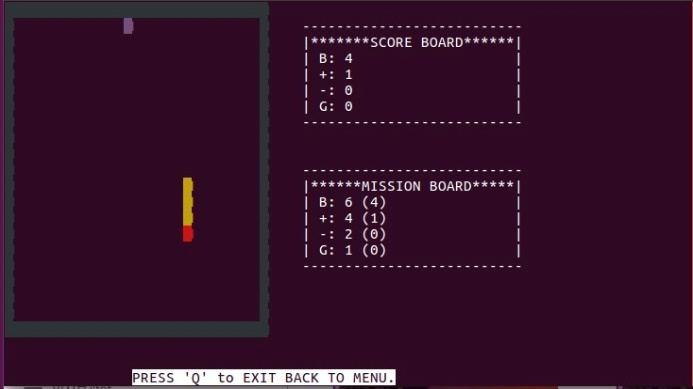 ---------------------------
|*******SCORE BOARD******|
| B: 4 |
| +: 1 |
| -: 0 |
| G: 0 |
---------------------------
---------------------------
|******MISSION BOARD*****|
| B: 6 (4) |
| +: 4 (1) |
| -: 2 (0) |
| G: 1 (0) |
---------------------------
PRESS 'Q' to EXIT BACK TO MENU.